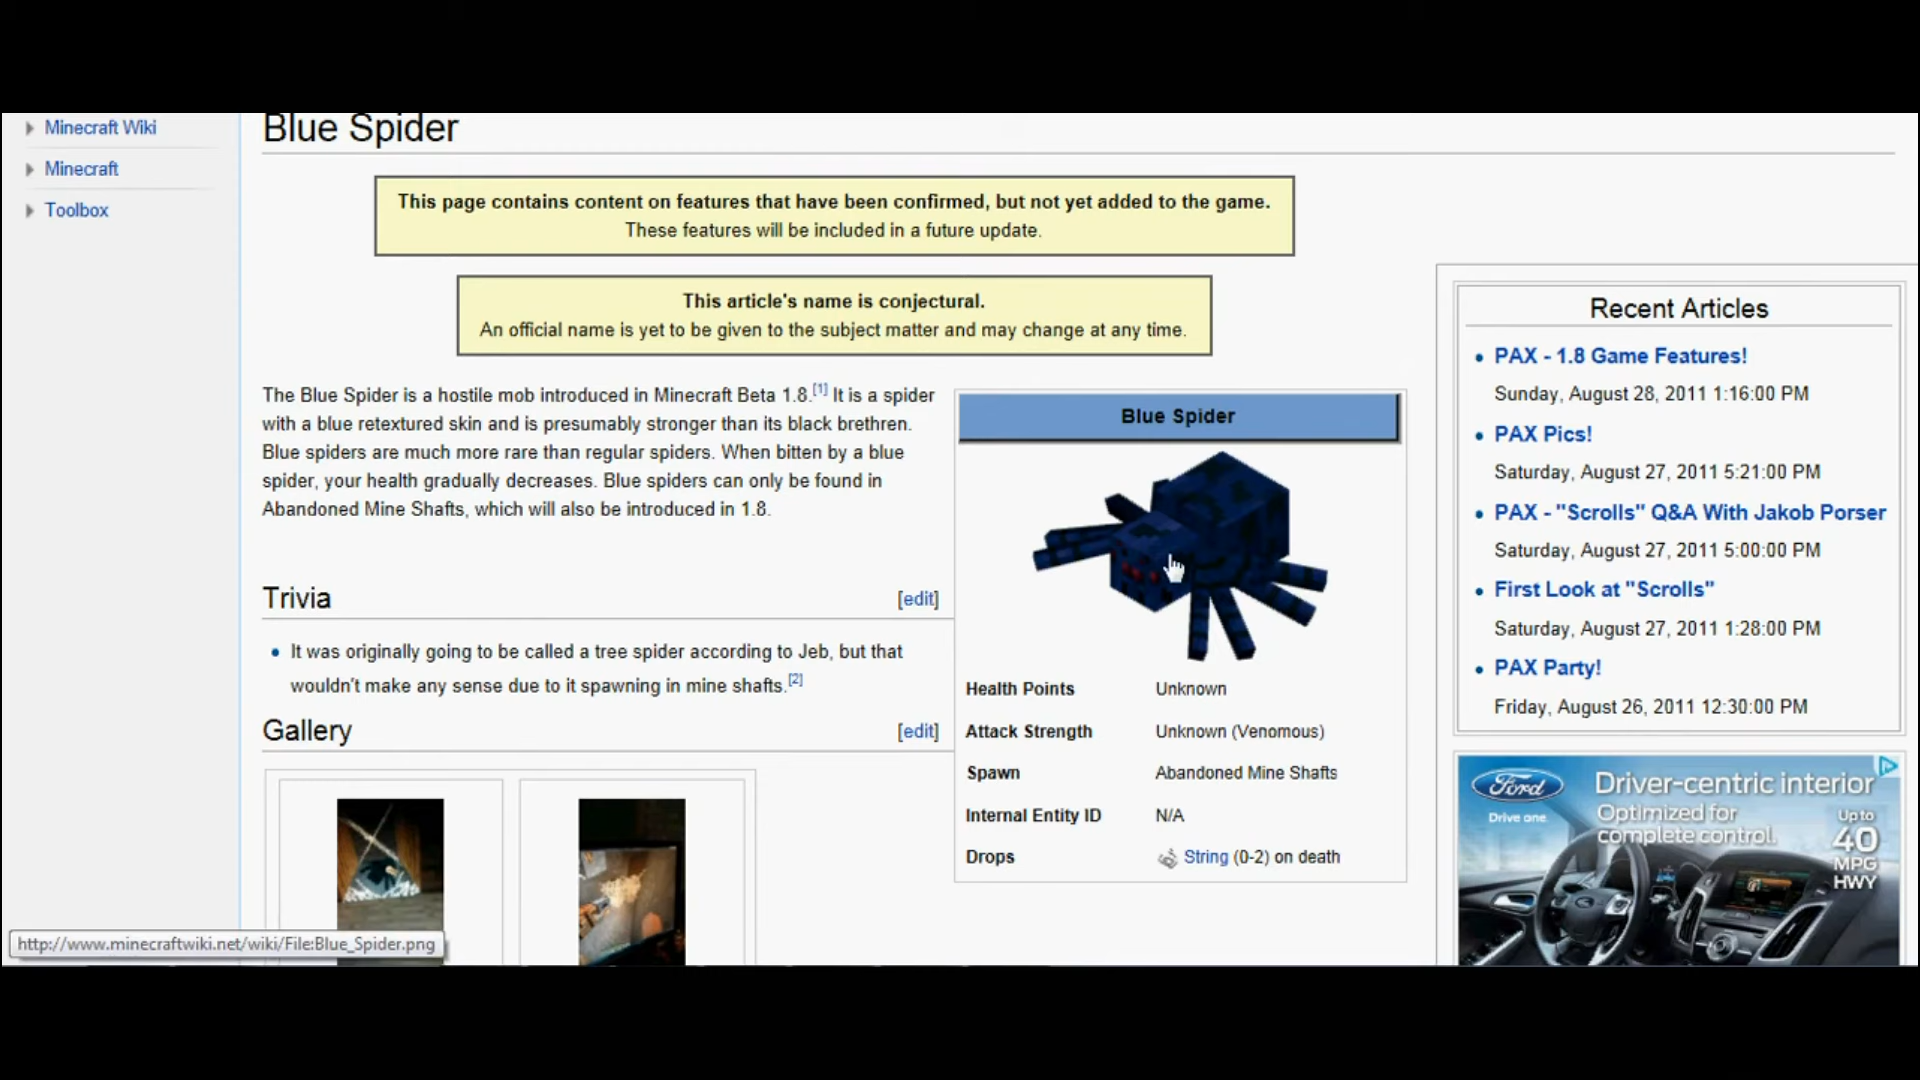 Minecraft Wiki
Minecraft
Toolbox
Blue Spider
This page contains content on features that have been confirmed, but not yet added to the game.
These features will be included in a future update.
This article's name is conjectural.
An official name is yet to be given to the subject matter and may change at any time.
The Blue Spider is a hostile mob introduced in Minecraft Beta 1.8.[1] It is a spider
with a blue retextured skin and is presumably stronger than its black brethren.
Blue spiders are much more rare than regular spiders. When bitten by a blue
spider, your health gradually decreases. Blue spiders can only be found in
Abandoned Mine Shafts, which will also be introduced in 1.8.
Trivia [edit]
It was originally going to be called a tree spider according to Jeb, but that
wouldn't make any sense due to it spawning in mine shafts.[2]
Gallery [edit]
http://www.minecraftwiki.net/wiki/File:Blue_Spider.png
Blue Spider
Health Points Unknown
Attack Strength Unknown (Venomous)
Spawn Abandoned Mine Shafts
Internal Entity ID N/A
Drops String (0-2) on death
Recent Articles
PAX - 1.8 Game Features!
Sunday, August 28, 2011 1:16:00 PM
PAX Pics!
Saturday, August 27, 2011 5:21:00 PM
PAX - "Scrolls" Q&A With Jakob Porser
Saturday, August 27, 2011 5:00:00 PM
First Look at "Scrolls"
Saturday, August 27, 2011 1:28:00 PM
PAX Party!
Friday, August 26, 2011 12:30:00 PM
Ford
Drive one.
Driver-centric interior
Optimized for
complete control.
Up to
40
MPG
HWY